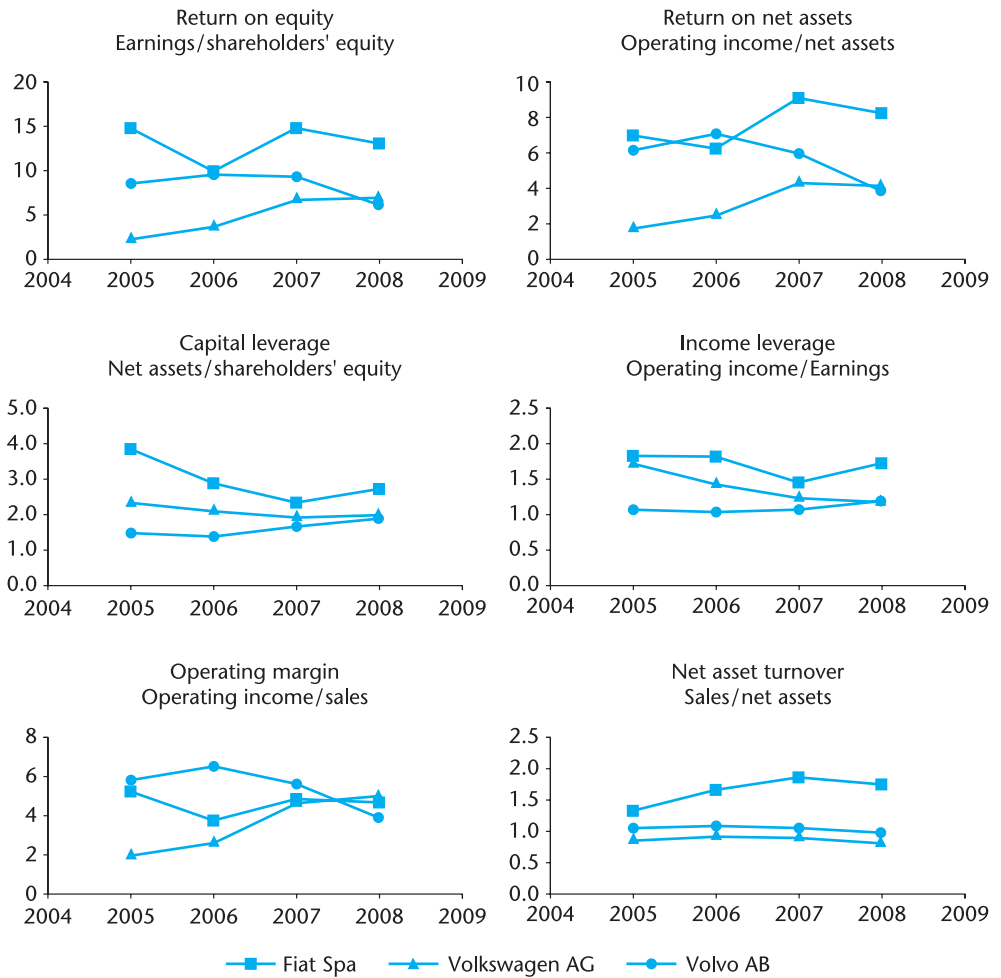 Return on equity
Earnings/shareholders' equity
20
15
10
5
0
2004 2005 2006 2007 2008 2009
Return on net assets
Operating income/net assets
10
8
6
4
2
0
2004 2005 2006 2007 2008 2009
Capital leverage
Net assets/shareholders' equity
5.0
4.0
3.0
2.0
1.0
0.0
2004 2005 2006 2007 2008 2009
Income leverage
Operating income/Earnings
2.5
2.0
1.5
1.0
0.5
0.0
2004 2005 2006 2007 2008 2009
Operating margin
Operating income/sales
8
6
4
2
0
2004 2005 2006 2007 2008 2009
Net asset turnover
Sales/net assets
2.5
2.0
1.5
1.0
0.5
0.0
2004 2005 2006 2007 2008 2009
Fiat Spa Volkswagen AG Volvo AB